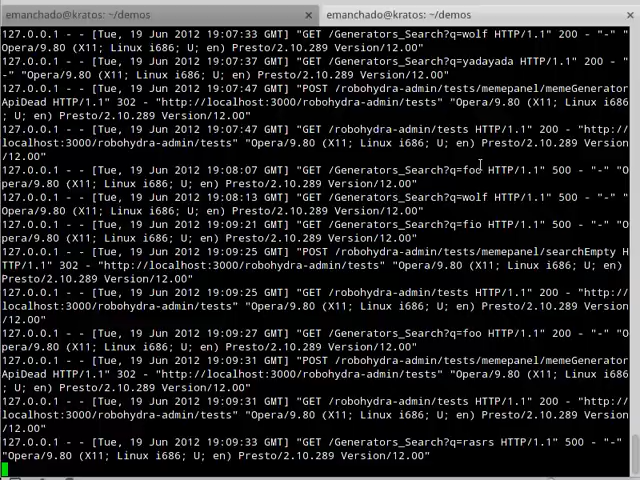 emanchado@kratos: ~/demos
emanchado@kratos: ~/demos
127.0.0.1 - - [Tue, 19 Jun 2012 19:07:33 GMT] "GET /Generators_Search?q=wolf HTTP/1.1" 200 - "-" "
Opera/9.80 (X11; Linux i686; U; en) Presto/2.10.289 Version/12.00"
127.0.0.1 - - [Tue, 19 Jun 2012 19:07:37 GMT] "GET /Generators_Search?q=yadayada HTTP/1.1" 200 - "
-" "Opera/9.80 (X11; Linux i686; U; en) Presto/2.10.289 Version/12.00"
127.0.0.1 - - [Tue, 19 Jun 2012 19:07:47 GMT] "POST /robohydra-admin/tests/memepanel/memeGenerator
ApiDead HTTP/1.1" 302 - "http://localhost:3000/robohydra-admin/tests" "Opera/9.80 (X11; Linux i686
; U; en) Presto/2.10.289 Version/12.00"
127.0.0.1 - - [Tue, 19 Jun 2012 19:07:47 GMT] "GET /robohydra-admin/tests HTTP/1.1" 200 - "http://
localhost:3000/robohydra-admin/tests" "Opera/9.80 (X11; Linux i686; U; en) Presto/2.10.289 Version
/12.00"
127.0.0.1 - - [Tue, 19 Jun 2012 19:08:07 GMT] "GET /Generators_Search?q=foo HTTP/1.1" 500 - "-" "O
pera/9.80 (X11; Linux i686; U; en) Presto/2.10.289 Version/12.00"
127.0.0.1 - - [Tue, 19 Jun 2012 19:08:13 GMT] "GET /Generators_Search?q=wolf HTTP/1.1" 500 - "-" "
Opera/9.80 (X11; Linux i686; U; en) Presto/2.10.289 Version/12.00"
127.0.0.1 - - [Tue, 19 Jun 2012 19:09:21 GMT] "GET /Generators_Search?q=fio HTTP/1.1" 500 - "-" "O
pera/9.80 (X11; Linux i686; U; en) Presto/2.10.289 Version/12.00"
127.0.0.1 - - [Tue, 19 Jun 2012 19:09:25 GMT] "POST /robohydra-admin/tests/memepanel/searchEmpty H
TTP/1.1" 302 - "http://localhost:3000/robohydra-admin/tests" "Opera/9.80 (X11; Linux i686; U; en) 
Presto/2.10.289 Version/12.00"
127.0.0.1 - - [Tue, 19 Jun 2012 19:09:25 GMT] "GET /robohydra-admin/tests HTTP/1.1" 200 - "http://
localhost:3000/robohydra-admin/tests" "Opera/9.80 (X11; Linux i686; U; en) Presto/2.10.289 Version
/12.00"
127.0.0.1 - - [Tue, 19 Jun 2012 19:09:27 GMT] "GET /Generators_Search?q=foo HTTP/1.1" 200 - "-" "O
pera/9.80 (X11; Linux i686; U; en) Presto/2.10.289 Version/12.00"
127.0.0.1 - - [Tue, 19 Jun 2012 19:09:31 GMT] "POST /robohydra-admin/tests/memepanel/memeGenerator
ApiDead HTTP/1.1" 302 - "http://localhost:3000/robohydra-admin/tests" "Opera/9.80 (X11; Linux i686
; U; en) Presto/2.10.289 Version/12.00"
127.0.0.1 - - [Tue, 19 Jun 2012 19:09:31 GMT] "GET /robohydra-admin/tests HTTP/1.1" 200 - "http://
localhost:3000/robohydra-admin/tests" "Opera/9.80 (X11; Linux i686; U; en) Presto/2.10.289 Version
/12.00"
127.0.0.1 - - [Tue, 19 Jun 2012 19:09:33 GMT] "GET /Generators_Search?q=rasrs HTTP/1.1" 500 - "-" 
"Opera/9.80 (X11; Linux i686; U; en) Presto/2.10.289 Version/12.00"